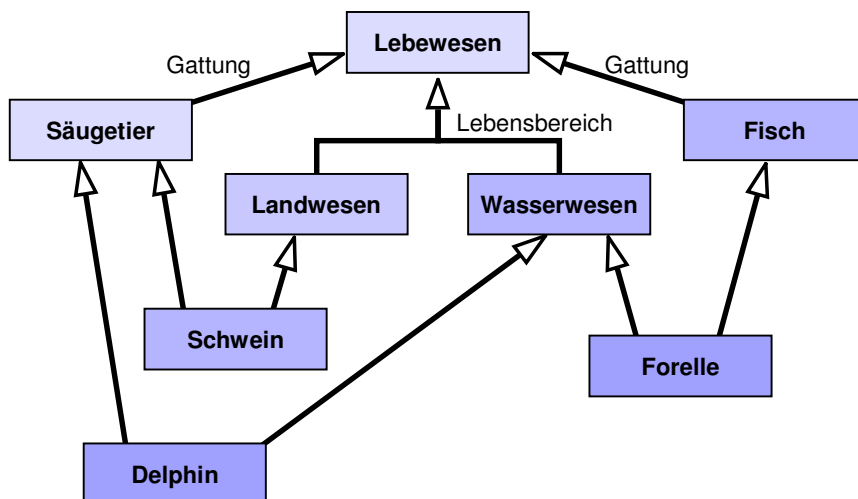 Lebewesen
Gattung
Gattung
Säugetier
Lebensbereich
Fisch
Landwesen
Wasserwesen
Schwein
Forelle
Delphin